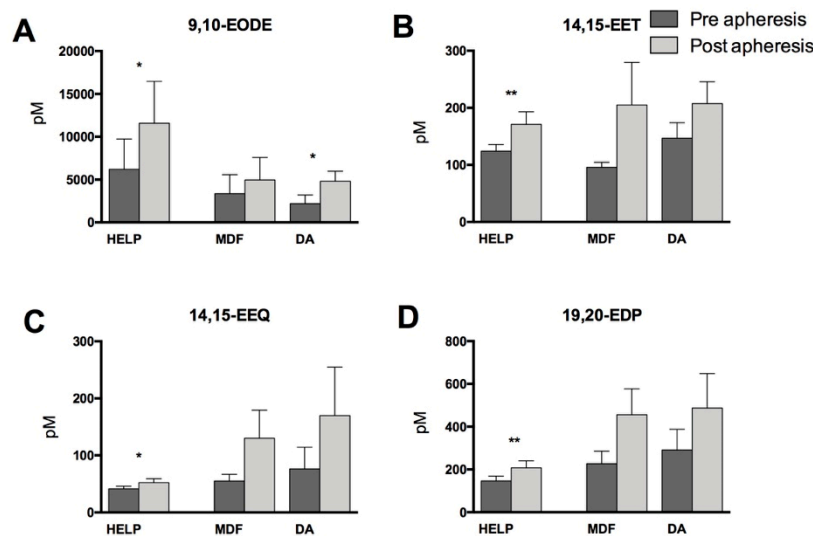 A
9,10-EODE
pM
20000
15000
10000
5000
0
*
*
HELP MDF DA
B
14,15-EET
Pre apheresis
Post apheresis
pM
300
200
100
0
**
HELP MDF DA
C
14,15-EEQ
pM
300
200
100
0
*
HELP MDF DA
D
19,20-EDP
pM
800
600
400
200
0
**
HELP MDF DA